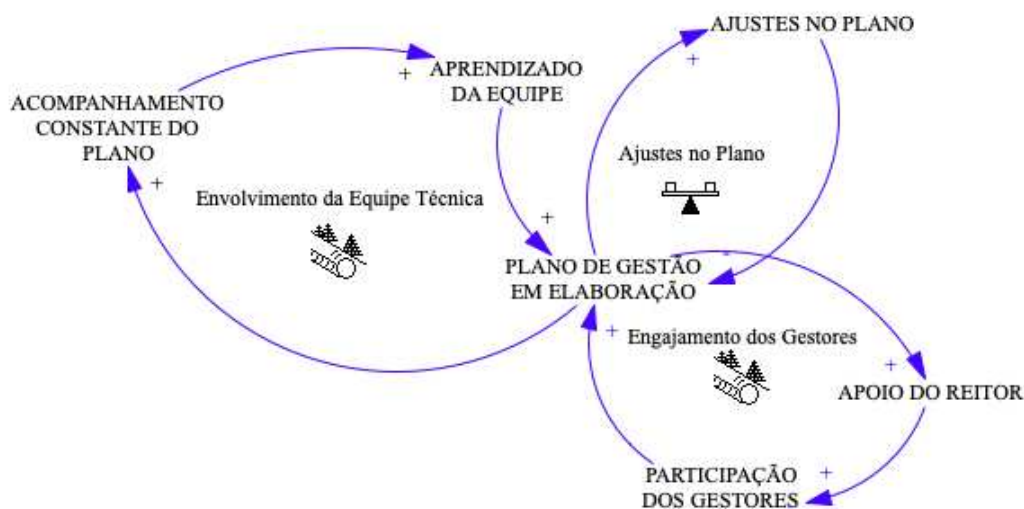 AJUSTES NO PLANO
+
+
APRENDIZADO
DA EQUIPE
ACOMPANHAMENTO
CONSTANTE DO
PLANO
+
Ajustes no Plano
Envolvimento da Equipe Técnica
+
PLANO DE GESTÃO
EM ELABORAÇÃO
-
+
Engajamento dos Gestores
+
APOIO DO REITOR
PARTICIPAÇÃO
DOS GESTORES
+